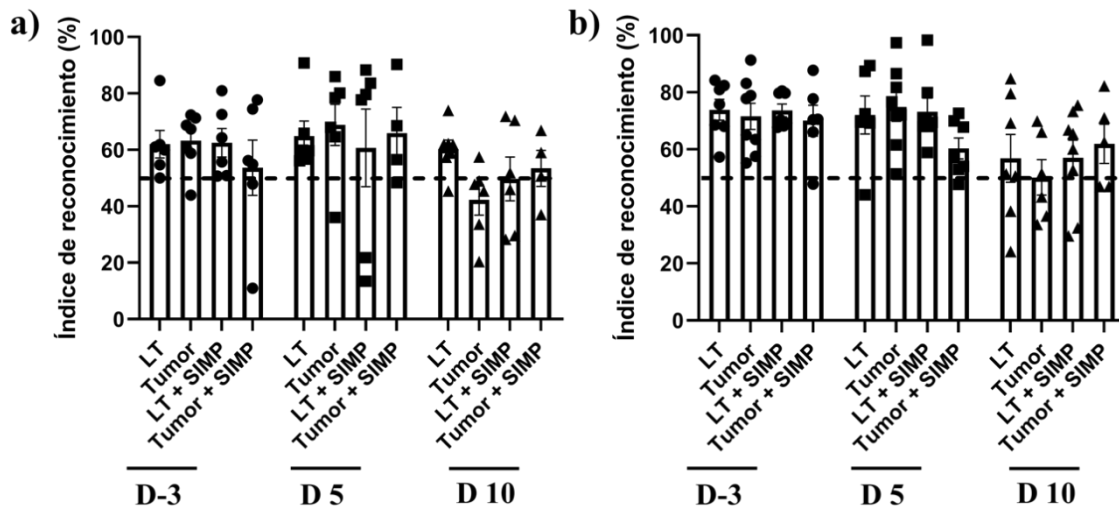 a)
Índice de reconocimiento (%)
100
80
60
40
20
0
LT
Tumor
LT + SIMP
Tumor + SIMP
LT
Tumor
LT + SIMP
Tumor + SIMP
LT
Tumor
LT + SIMP
Tumor + SIMP
D-3
D 5
D 10
b)
Índice de reconocimiento (%)
100
80
60
40
20
0
LT
Tumor
LT + SIMP
Tumor + SIMP
LT
Tumor
LT + SIMP
Tumor + SIMP
LT
Tumor
LT + SIMP
Tumor + SIMP
D-3
D 5
D 10